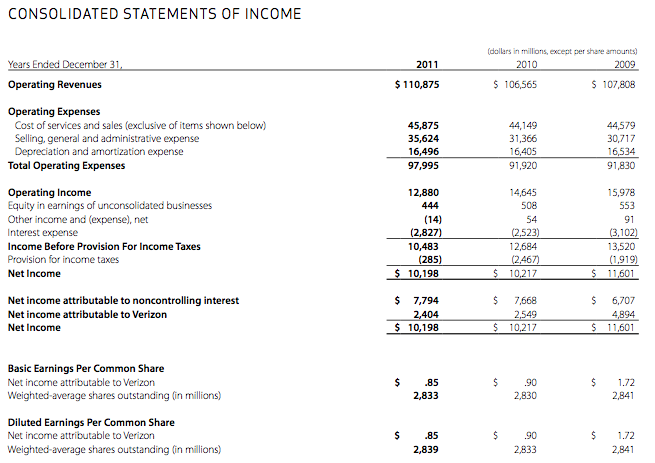 CONSOLIDATED STATEMENTS OF INCOME
(dollars in millions, except per share amounts)
Years Ended December 31, 2011 2010 2009
Operating Revenues $ 110,875 $ 106,565 $ 107,808
Operating Expenses
Cost of services and sales (exclusive of items shown below) 45,875 44,149 44,579
Selling, general and administrative expense 35,624 31,366 30,717
Depreciation and amortization expense 16,496 16,405 16,534
Total Operating Expenses 97,995 91,920 91,830
Operating Income 12,880 14,645 15,978
Equity in earnings of unconsolidated businesses 444 508 553
Other income and (expense), net (14) 54 91
Interest expense (2,827) (2,523) (3,102)
Income Before Provision For Income Taxes 10,483 12,684 13,520
Provision for income taxes (285) (2,467) (1,919)
Net Income $ 10,198 $ 10,217 $ 11,601
Net income attributable to noncontrolling interest $ 7,794 $ 7,668 $ 6,707
Net income attributable to Verizon 2,404 2,549 4,894
Net Income $ 10,198 $ 10,217 $ 11,601
Basic Earnings Per Common Share
Net income attributable to Verizon $ .85 $ .90 $ 1.72
Weighted-average shares outstanding (in millions) 2,833 2,830 2,841
Diluted Earnings Per Common Share
Net income attributable to Verizon $ .85 $ .90 $ 1.72
Weighted-average shares outstanding (in millions) 2,839 2,833 2,841